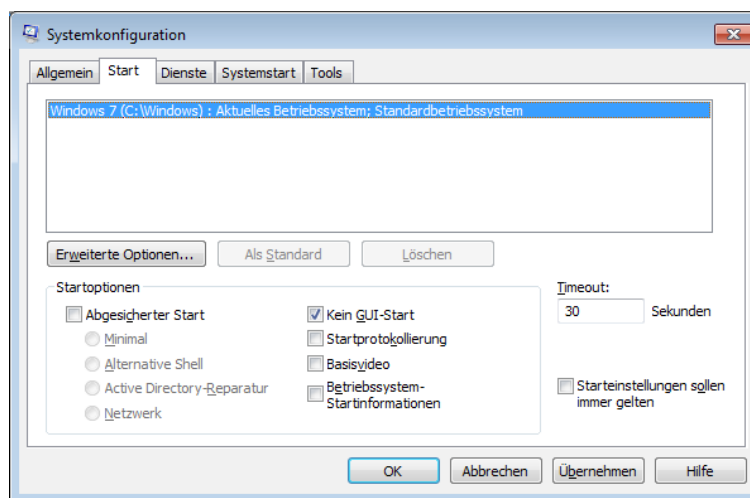 Systemkonfiguration
Allgemein Start Dienste Systemstart Tools
Windows 7 (C:\Windows) : Aktuelles Betriebssystem; Standardbetriebssystem
Erweiterte Optionen... Als Standard Löschen
Startoptionen
Abgesicherter Start
Minimal
Alternative Shell
Active Directory-Reparatur
Netzwerk
Kein GUI-Start
Startprotokollierung
Basisvideo
Betriebssystem-
Startinformationen
Timeout:
30 Sekunden
Starteinstellungen sollen
immer gelten
OK Abbrechen Übernehmen Hilfe